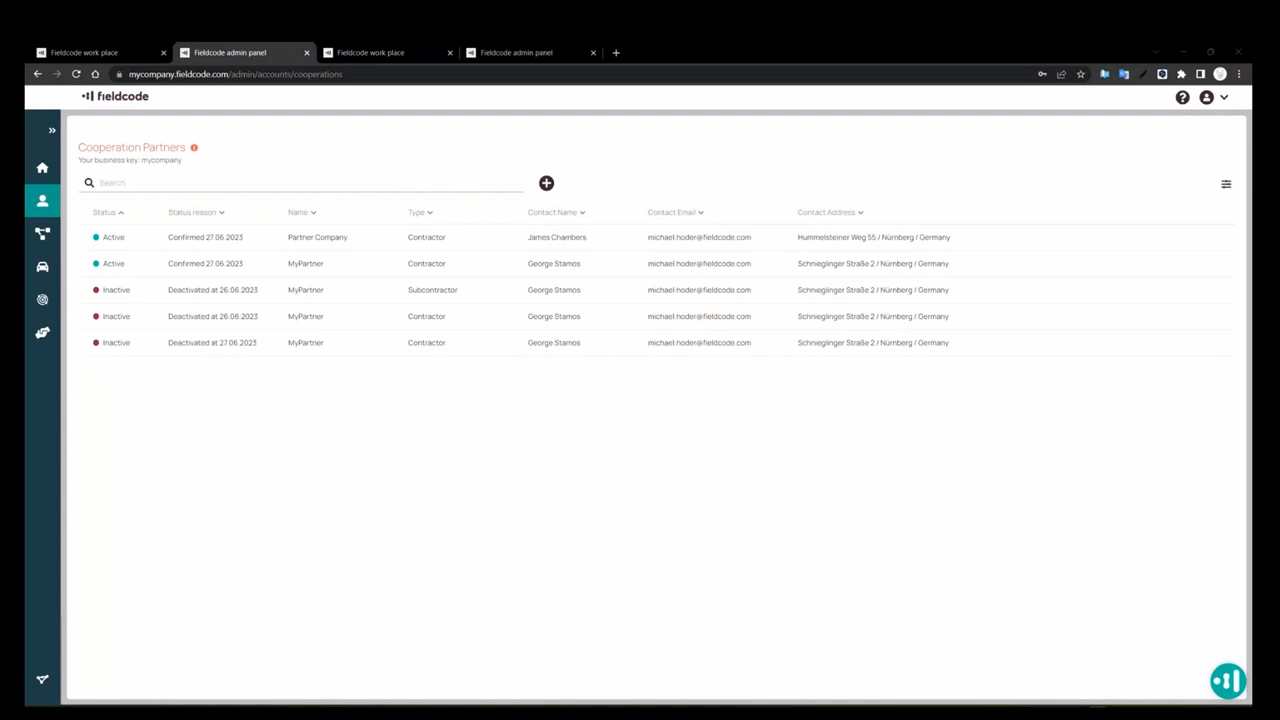 Fieldcode work place
Fieldcode admin panel
Fieldcode work place
Fieldcode admin panel
mycompany.fieldcode.com/admin/accounts/cooperations
fieldcode
Cooperation Partners
Your business key: mycompany
Search
Status Status reason Name Type Contact Name Contact Email Contact Address
Active Confirmed 27.06.2023 Partner Company Contractor James Chambers michael.hoder@fieldcode.com Hummelsteiner Weg 55 / Nürnberg / Germany
Active Confirmed 27.06.2023 MyPartner Contractor George Stamos michael.hoder@fieldcode.com Schnieglinger Straße 2 / Nürnberg / Germany
Inactive Deactivated at 26.06.2023 MyPartner Subcontractor George Stamos michael.hoder@fieldcode.com Schnieglinger Straße 2 / Nürnberg / Germany
Inactive Deactivated at 26.06.2023 MyPartner Contractor George Stamos michael.hoder@fieldcode.com Schnieglinger Straße 2 / Nürnberg / Germany
Inactive Deactivated at 27.06.2023 MyPartner Contractor George Stamos michael.hoder@fieldcode.com Schnieglinger Straße 2 / Nürnberg / Germany